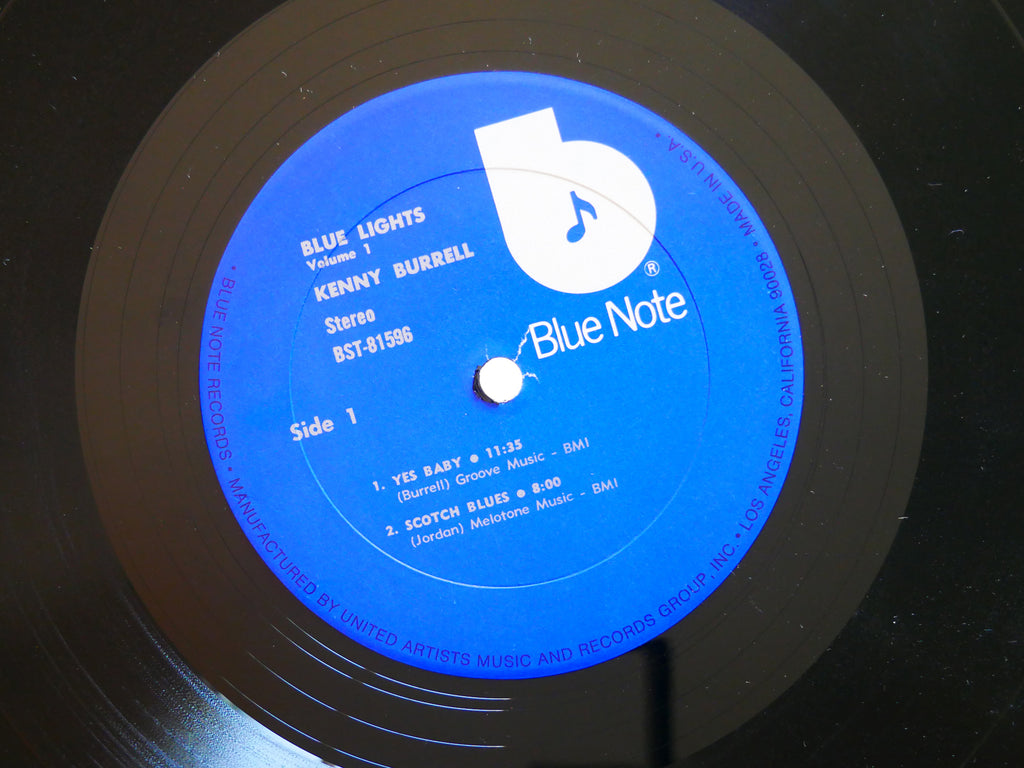 BLUE LIGHTS
Volume 1
KENNY BURRELL
Stereo
BST-81596
®
Blue Note
Side 1
1. YES BABY ● 11:35
(Burrell) Groove Music - BMI
2. SCOTCH BLUES ● 8:00
(Jordan) Melotone Music - BMI
• BLUE NOTE RECORDS • MANUFACTURED BY UNITED ARTISTS MUSIC AND RECORDS GROUP, INC. • LOS ANGELES, CALIFORNIA 90028 • MADE IN U.S.A. •